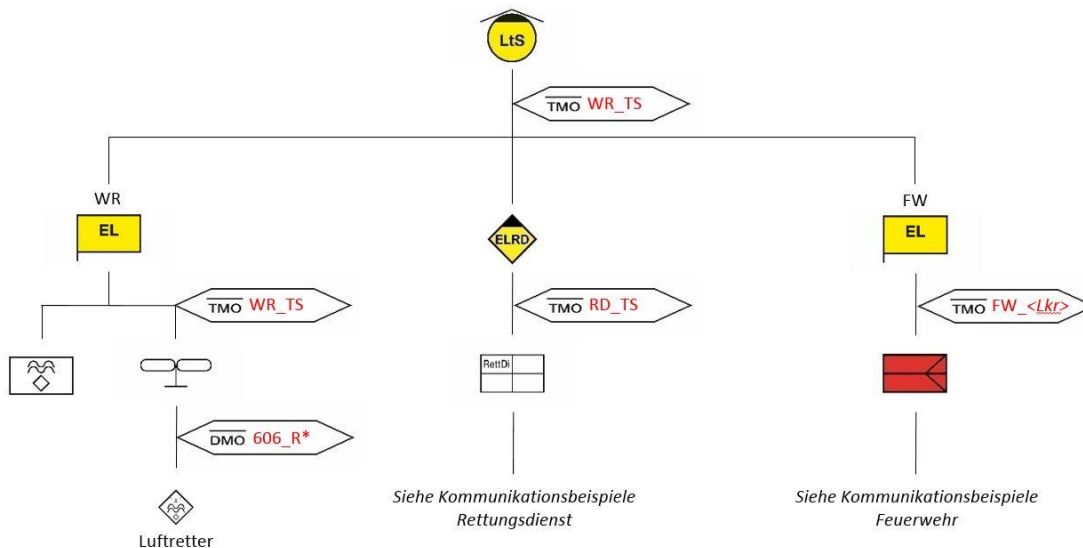 LtS
TMO WR_TS
WR
FW
EL
ELRD
EL
TMO WR_TS
TMO RD_TS
TMO FW_<Lkr>
RettDi
DMO 606_R*
Siehe Kommunikationsbeispiele
Rettungsdienst
Siehe Kommunikationsbeispiele
Feuerwehr
Luftretter